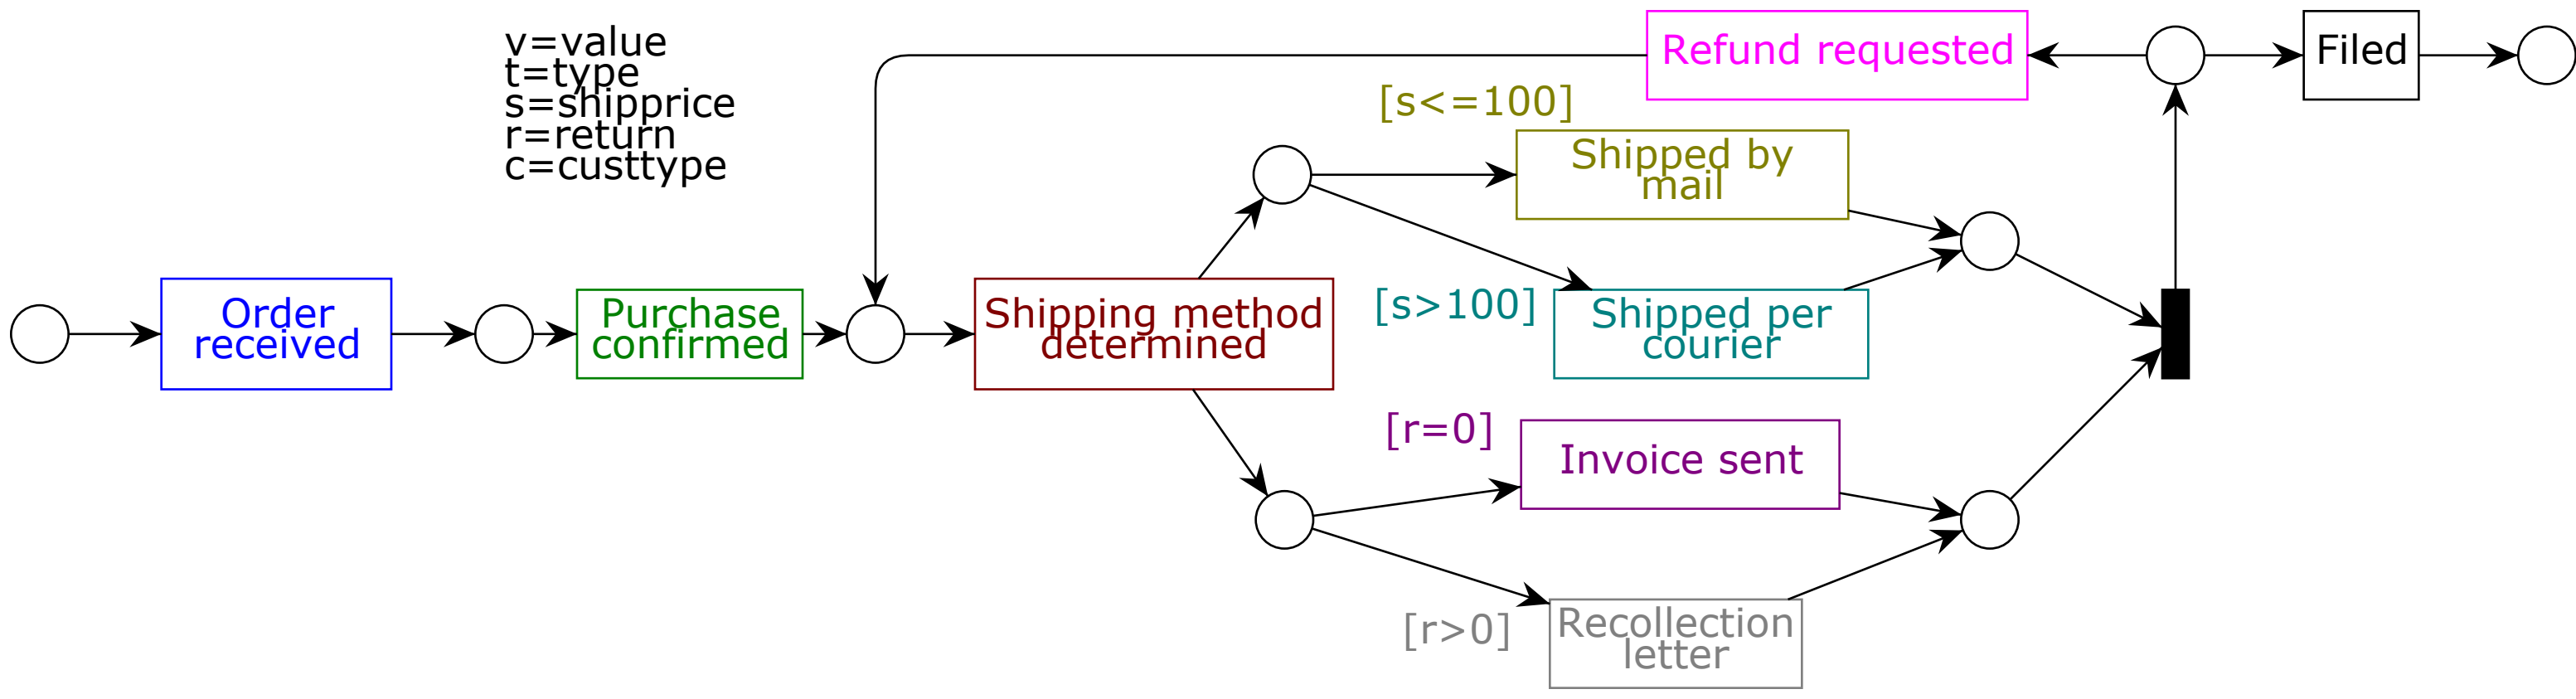 v=value
t=type
s=shipprice
r=return
c=custtype
Refund requested
Filed
[s<=100]
Shipped by
mail
Order
received
Purchase
confirmed
Shipping method
determined
[s>100]
Shipped per
courier
[r=0]
Invoice sent
[r>0]
Recollection
letter